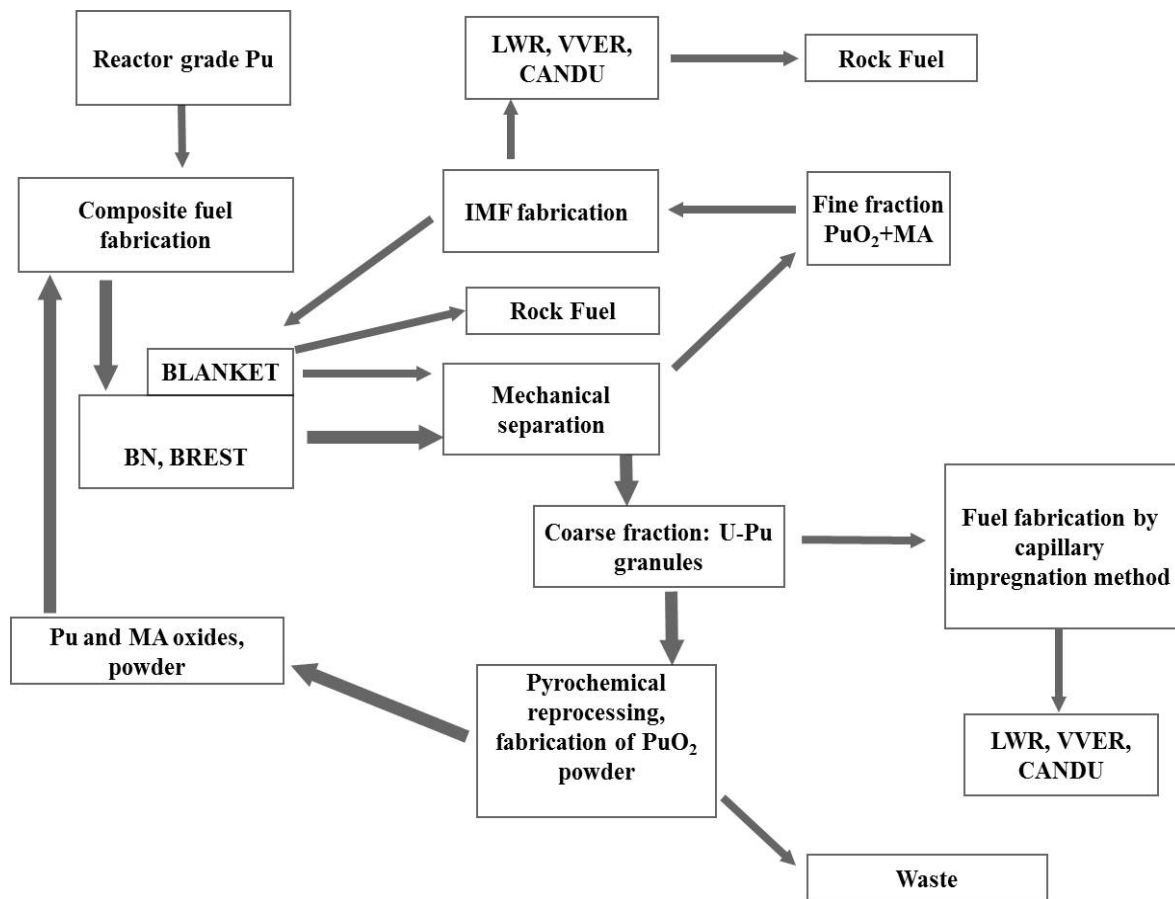 Reactor grade Pu
LWR, VVER,
CANDU
Rock Fuel
Composite fuel
fabrication
IMF fabrication
Fine fraction
PuO₂+MA
Rock Fuel
BLANKET
BN, BREST
Mechanical
separation
Coarse fraction: U-Pu
granules
Fuel fabrication by
capillary
impregnation method
Pu and MA oxides,
powder
Pyrochemical
reprocessing,
fabrication of PuO₂
powder
LWR, VVER,
CANDU
Waste